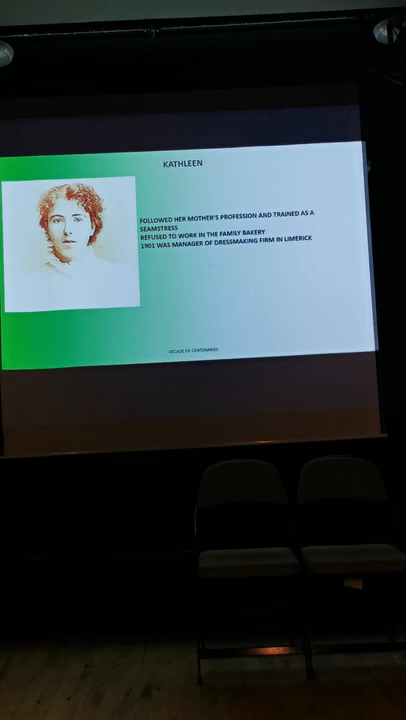 KATHLEEN
FOLLOWED HER MOTHER'S PROFESSION AND TRAINED AS A
SEAMSTRESS
REFUSED TO WORK IN THE FAMILY BAKERY
1901 WAS MANAGER OF DRESSMAKING FIRM IN LIMERICK
DECADE OF CENTENARIES